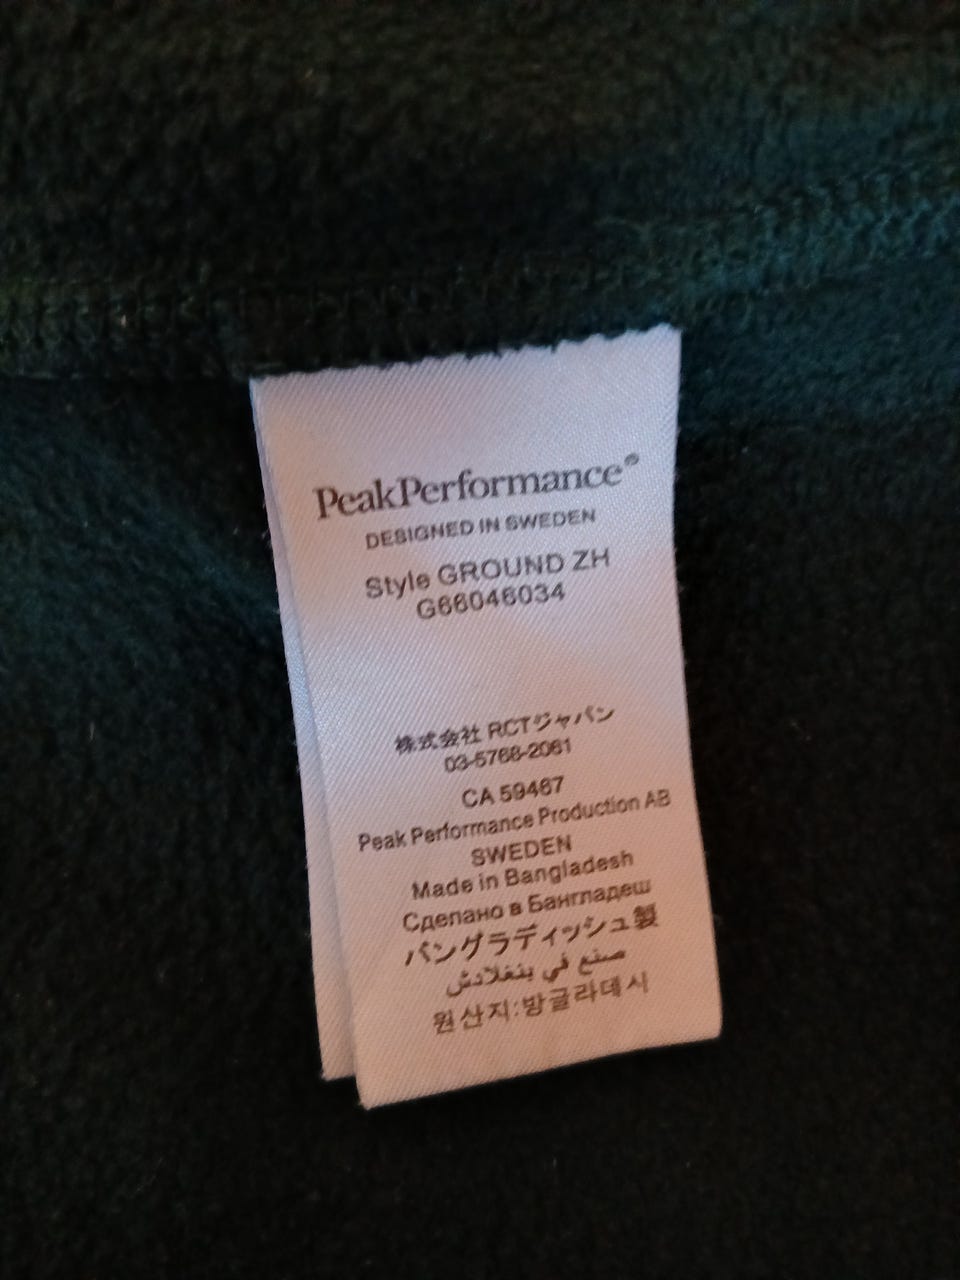 PeakPerformance®
DESIGNED IN SWEDEN
Style GROUND ZH
G66046034
株式会社 RCTジャパン
03-5768-2061
CA 59467
Peak Performance Production AB
SWEDEN
Made in Bangladesh
Сделано в Бангладеш
バングラディッシュ製
صنع في بنغلادش
원산지:방글라데시